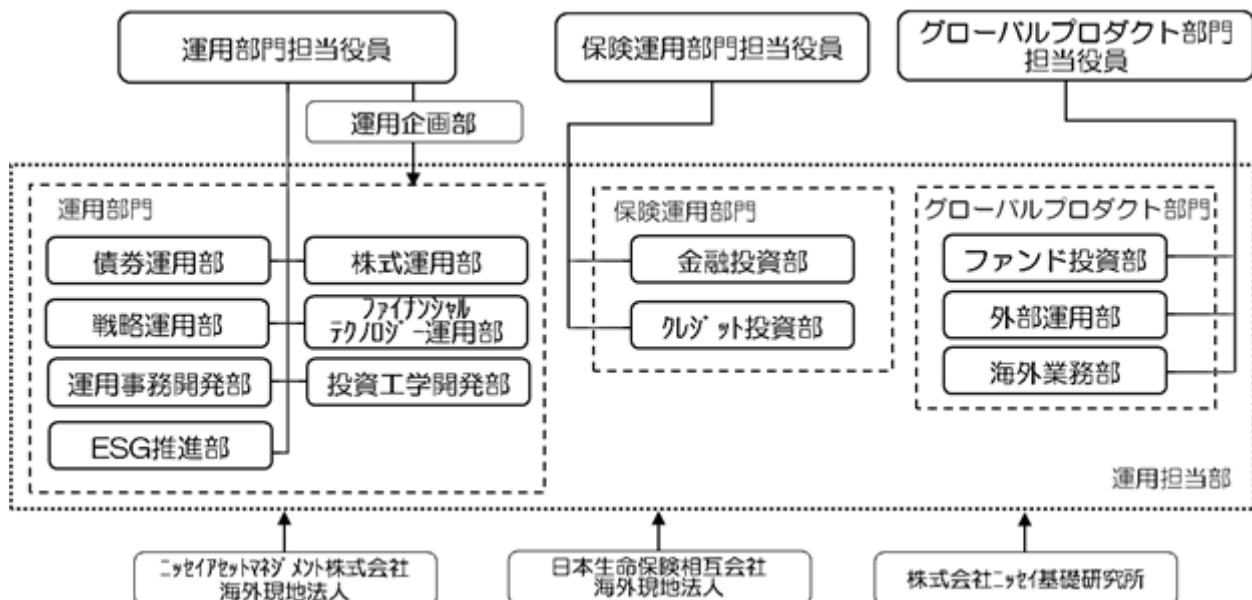 運用部門担当役員
保険運用部門担当役員
グローバルプロダクト部門
担当役員
運用企画部
運用部門
債券運用部
株式運用部
戦略運用部
ファイナンシャル
テクノロジー運用部
運用事務開発部
投資工学開発部
ESG推進部
保険運用部門
金融投資部
クレジット投資部
グローバルプロダクト部門
ファンド投資部
外部運用部
海外業務部
運用担当部
ニッセイアセットマネジメント株式会社
海外現地法人
日本生命保険相互会社
海外現地法人
株式会社ニッセイ基礎研究所